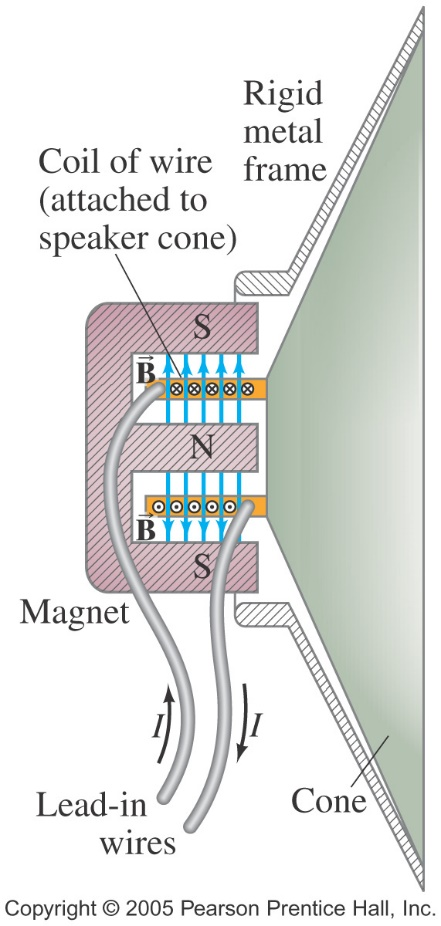 Rigid
metal
frame
Coil of wire
(attached to
speaker cone)
S
B
N
B
S
Magnet
I
I
Lead-in
wires
Cone
Copyright © 2005 Pearson Prentice Hall, Inc.